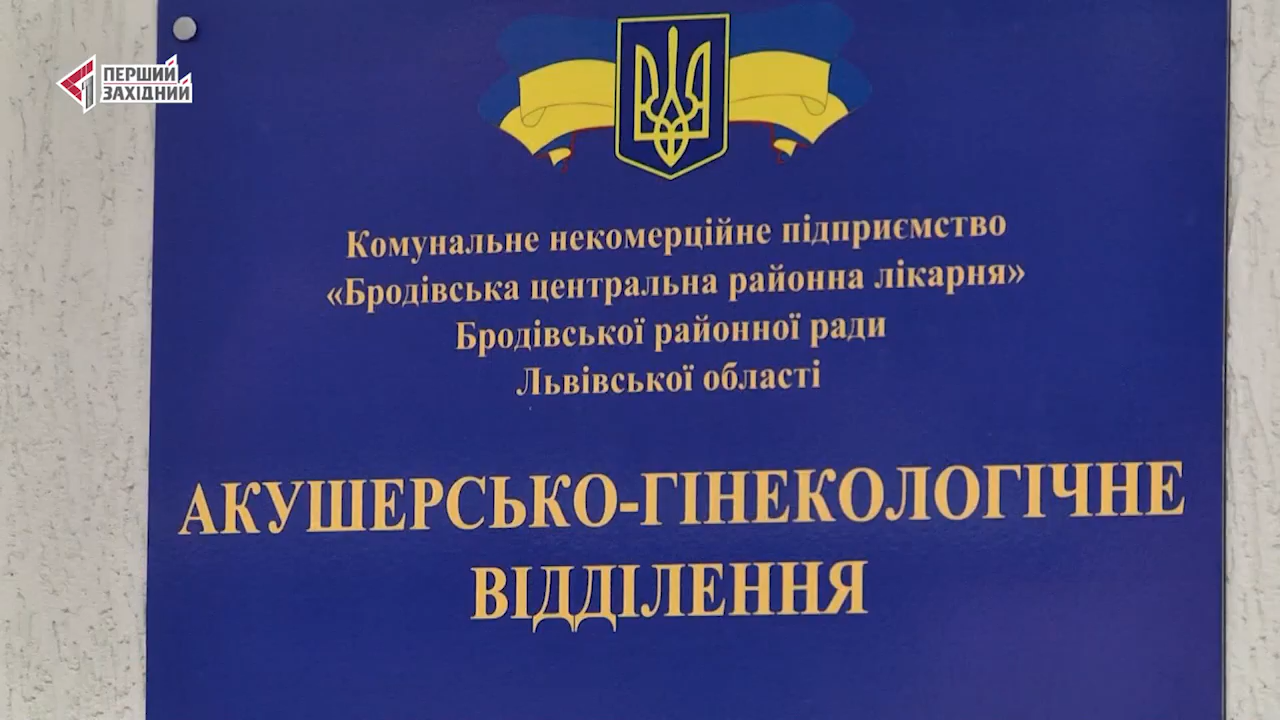 ПЕРШИЙ
ЗАХІДНИЙ
Комунальне некомерційне підприємство
«Бродівська центральна районна лікарня»
Бродівської районної ради
Львівської області
АКУШЕРСЬКО-ГІНЕКОЛОГІЧНЕ
ВІДДІЛЕННЯ